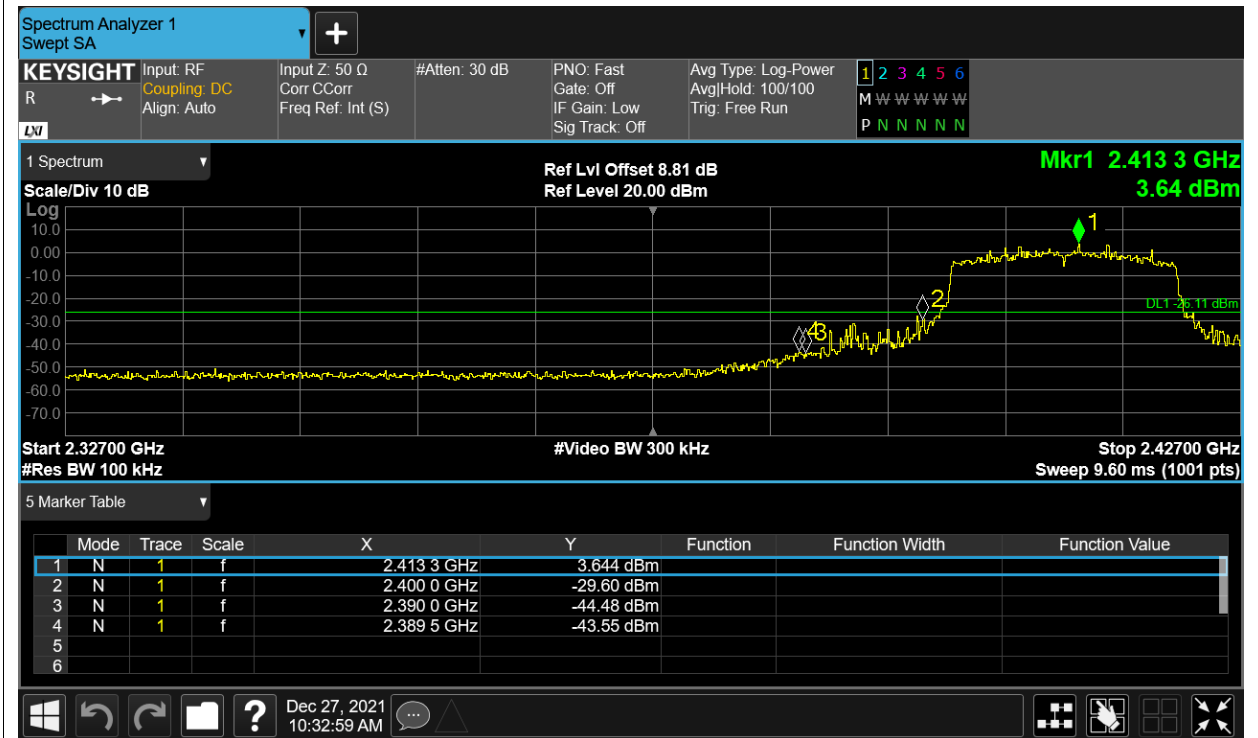 Spectrum Analyzer 1
Swept SA
KEYSIGHT
R
LXI
Input: RF
Coupling: DC
Align: Auto
Input Z: 50 Ω
Corr CCorr
Freq Ref: Int (S)
#Atten: 30 dB
PNO: Fast
Gate: Off
IF Gain: Low
Sig Track: Off
Avg Type: Log-Power
Avg|Hold: 100/100
Trig: Free Run
1 2 3 4 5 6
M W W W W W
P N N N N N
1 Spectrum
Scale/Div 10 dB
Ref Lvl Offset 8.81 dB
Ref Level 20.00 dBm
Mkr1 2.413 3 GHz
3.64 dBm
Log
10.0
0.00
-10.0
-20.0
-30.0
-40.0
-50.0
-60.0
-70.0
1
2
43
DL1 -26.11 dBm
Start 2.32700 GHz
#Res BW 100 kHz
#Video BW 300 kHz
Stop 2.42700 GHz
Sweep 9.60 ms (1001 pts)
5 Marker Table
Mode Trace Scale X Y Function Function Width Function Value
1 N 1 f 2.413 3 GHz 3.644 dBm
2 N 1 f 2.400 0 GHz -29.60 dBm
3 N 1 f 2.390 0 GHz -44.48 dBm
4 N 1 f 2.389 5 GHz -43.55 dBm
5
6
?
Dec 27, 2021
10:32:59 AM